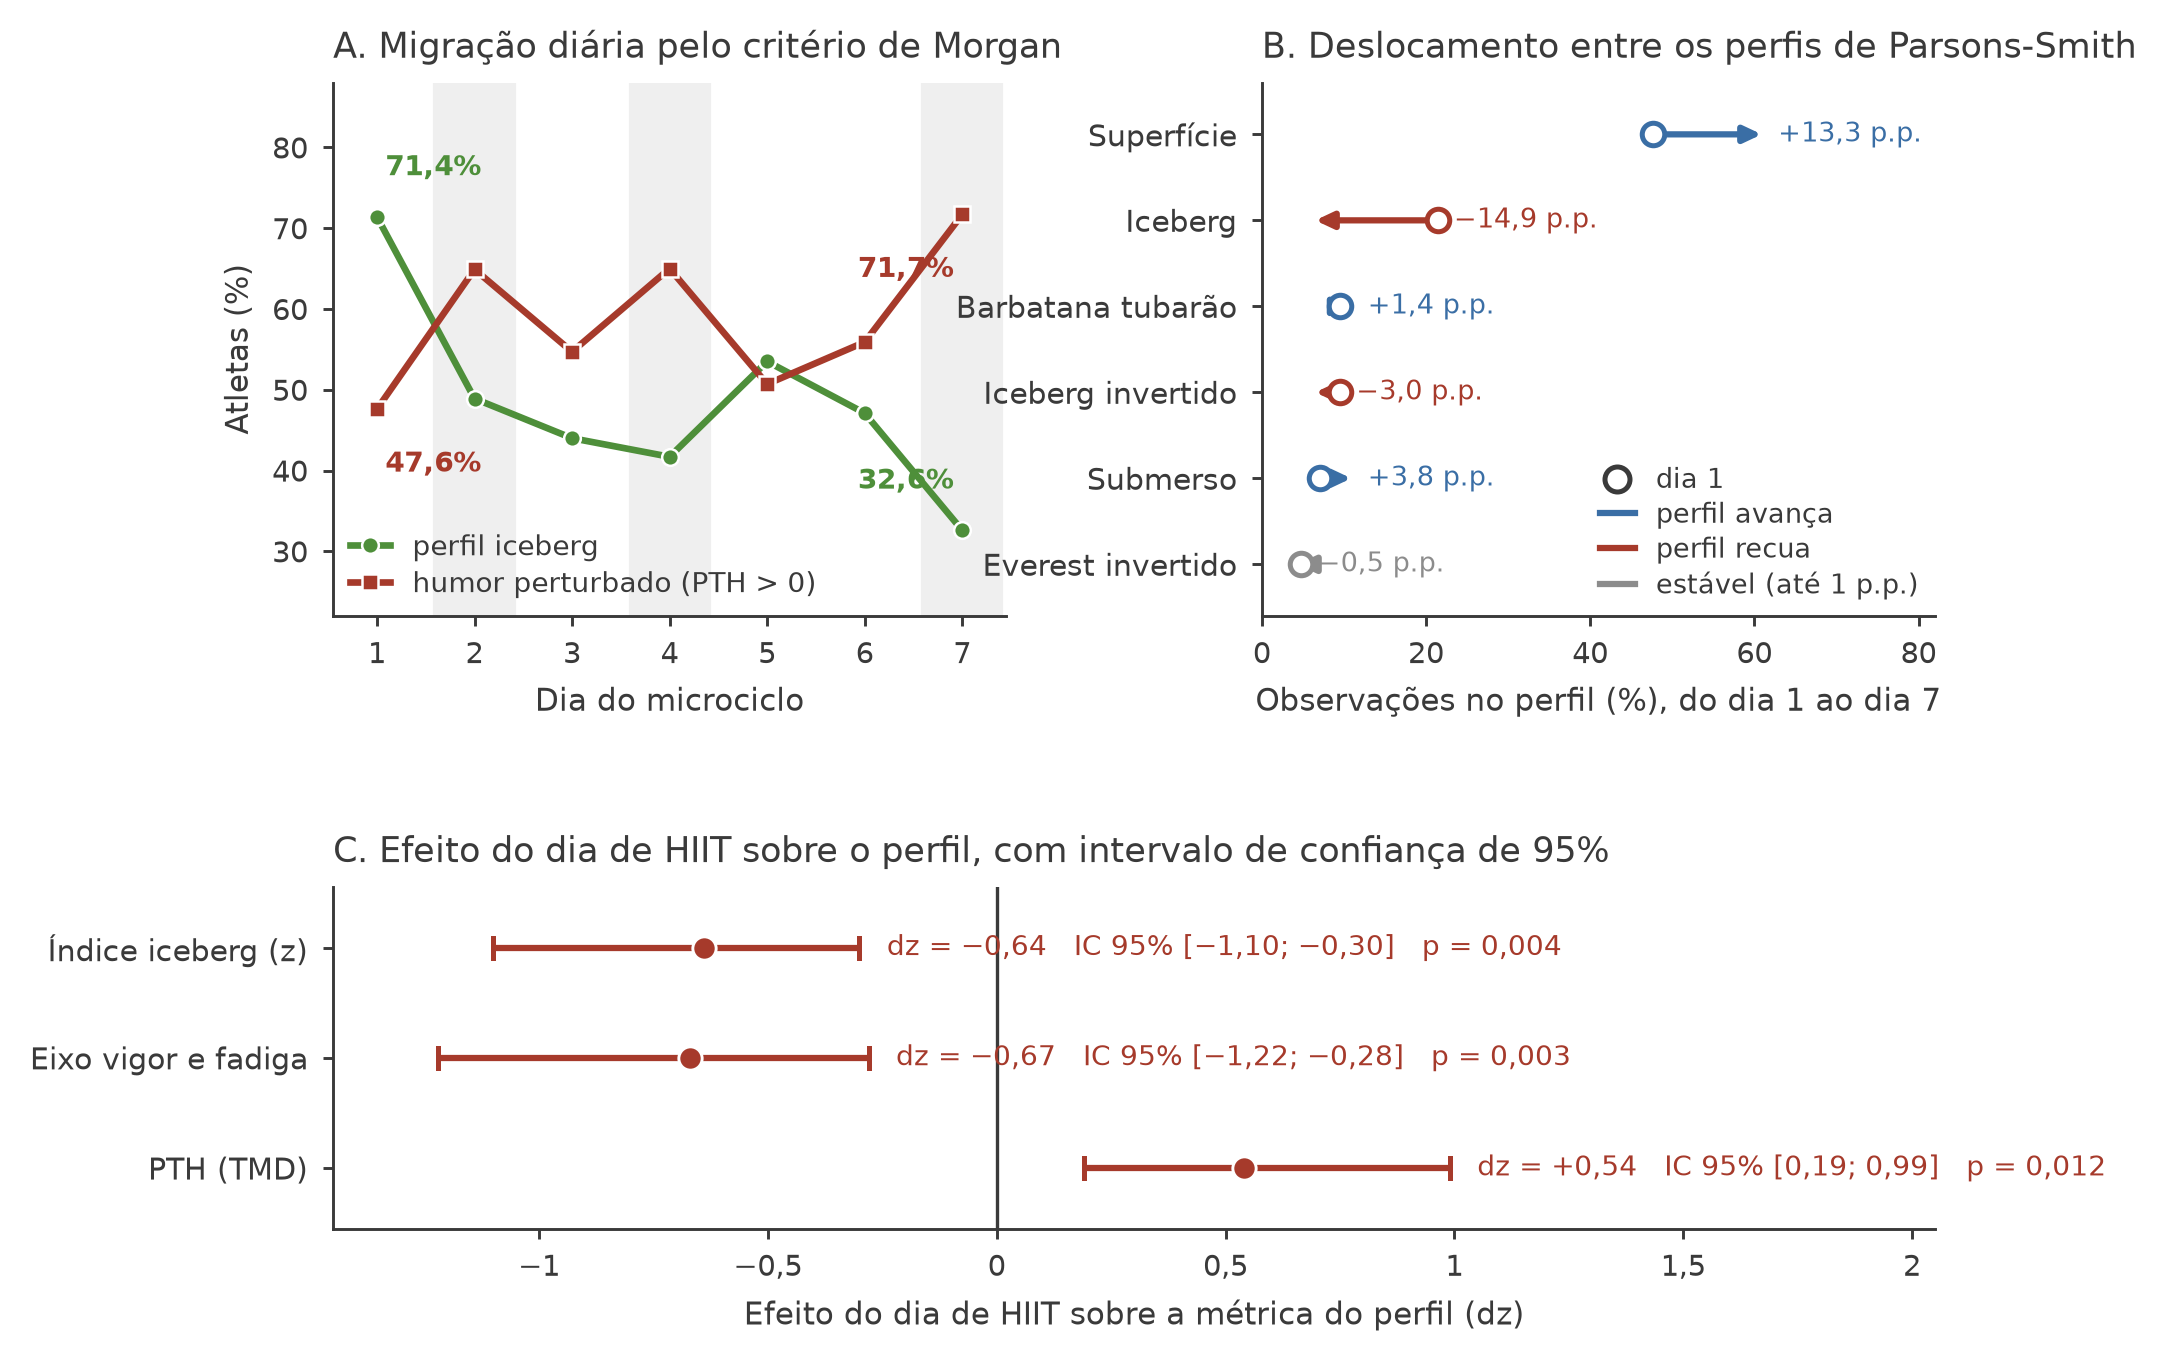 A. Migração diária pelo critério de Morgan
Atletas (%)
80
70
60
50
40
30
71,4%
47,6%
71,7%
32,6%
perfil iceberg
humor perturbado (PTH > 0)
1 2 3 4 5 6 7
Dia do microciclo
B. Deslocamento entre os perfis de Parsons-Smith
Superfície
+13,3 p.p.
Iceberg
−14,9 p.p.
Barbatana tubarão
+1,4 p.p.
Iceberg invertido
−3,0 p.p.
Submerso
+3,8 p.p.
Everest invertido
−0,5 p.p.
dia 1
perfil avança
perfil recua
estável (até 1 p.p.)
0 20 40 60 80
Observações no perfil (%), do dia 1 ao dia 7
C. Efeito do dia de HIIT sobre o perfil, com intervalo de confiança de 95%
Índice iceberg (z)
dz = −0,64 IC 95% [−1,10; −0,30] p = 0,004
Eixo vigor e fadiga
dz = −0,67 IC 95% [−1,22; −0,28] p = 0,003
PTH (TMD)
dz = +0,54 IC 95% [0,19; 0,99] p = 0,012
−1 −0,5 0 0,5 1 1,5 2
Efeito do dia de HIIT sobre a métrica do perfil (dz)